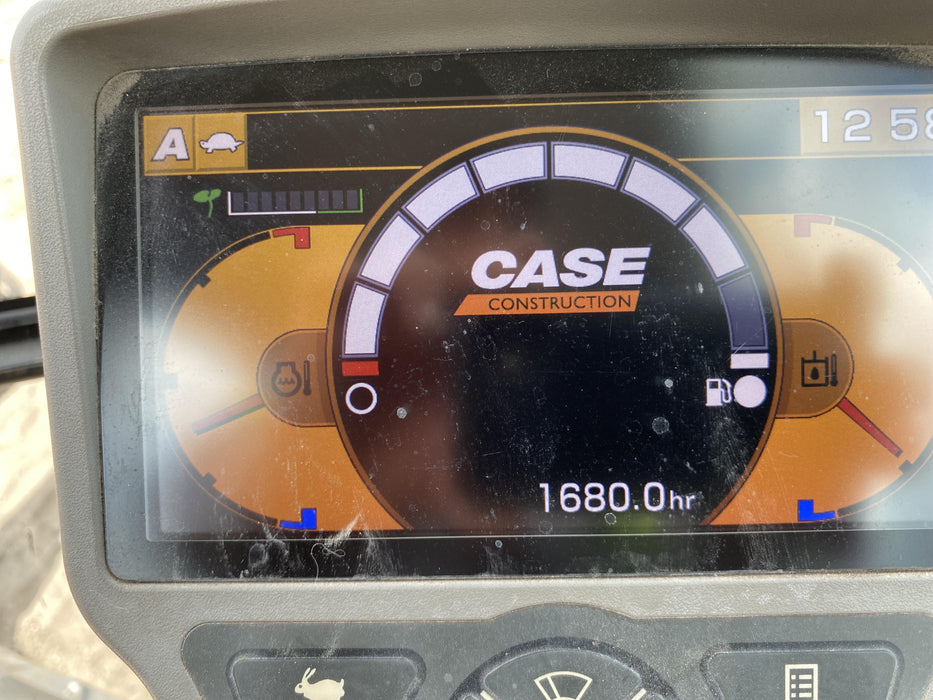 A
12 58
CASE
CONSTRUCTION
1680.0hr